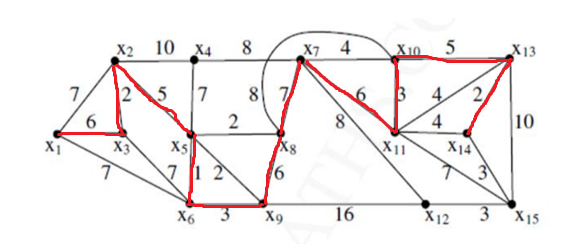 x2 10 x4 8 x7 4 x10 5 x13
7 2 5 7 8 7 6 3 4 2
6 2 8 4 10
x1 x3 x5 x8 x11 x14
7 7 1 2 6 7 3
x6 3 x9 16 x12 3 x15